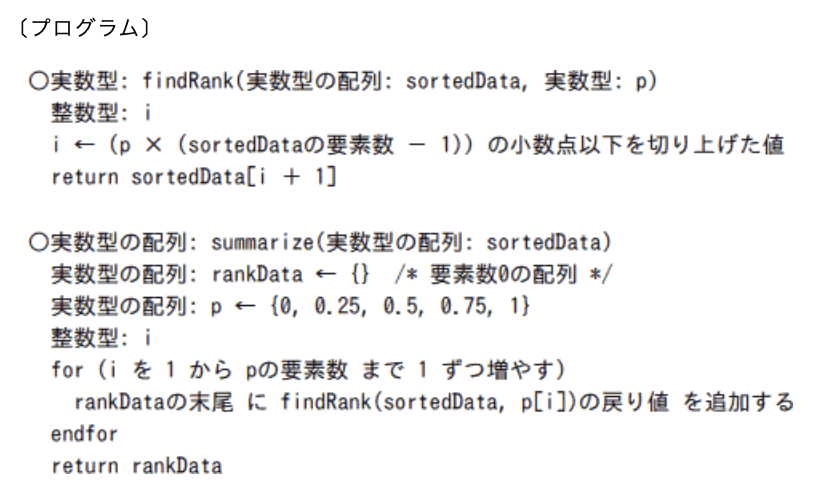 〔プログラム〕
○実数型: findRank(実数型の配列: sortedData, 実数型: p)
整数型: i
i ← (p × (sortedDataの要素数 － 1)) の小数点以下を切り上げた値
return sortedData[i ＋ 1]
○実数型の配列: summarize(実数型の配列: sortedData)
実数型の配列: rankData ← {} /* 要素数0の配列 */
実数型の配列: p ← {0, 0.25, 0.5, 0.75, 1}
整数型: i
for (i を 1 から pの要素数 まで 1 ずつ増やす)
rankDataの末尾 に findRank(sortedData, p[i])の戻り値 を追加する
endfor
return rankData